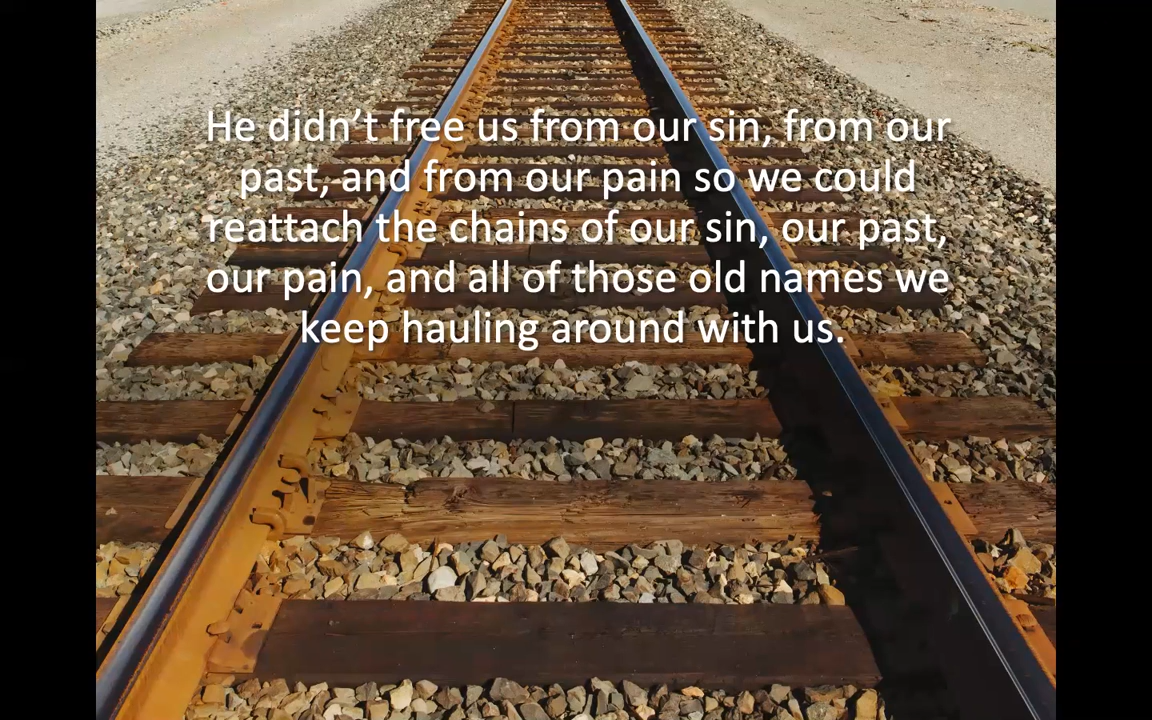 He didn’t free us from our sin, from our
past, and from our pain so we could
reattach the chains of our sin, our past,
our pain, and all of those old names we
keep hauling around with us.